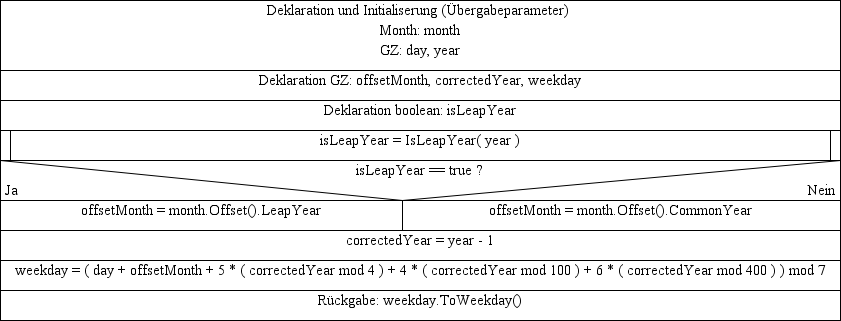 Deklaration und Initialiserung (Übergabeparameter)
Month: month
GZ: day, year
Deklaration GZ: offsetMonth, correctedYear, weekday
Deklaration boolean: isLeapYear
isLeapYear = IsLeapYear( year )
isLeapYear == true ?
Ja
Nein
offsetMonth = month.Offset().LeapYear
offsetMonth = month.Offset().CommonYear
correctedYear = year - 1
weekday = ( day + offsetMonth + 5 * ( correctedYear mod 4 ) + 4 * ( correctedYear mod 100 ) + 6 * ( correctedYear mod 400 ) ) mod 7
Rückgabe: weekday.ToWeekday()